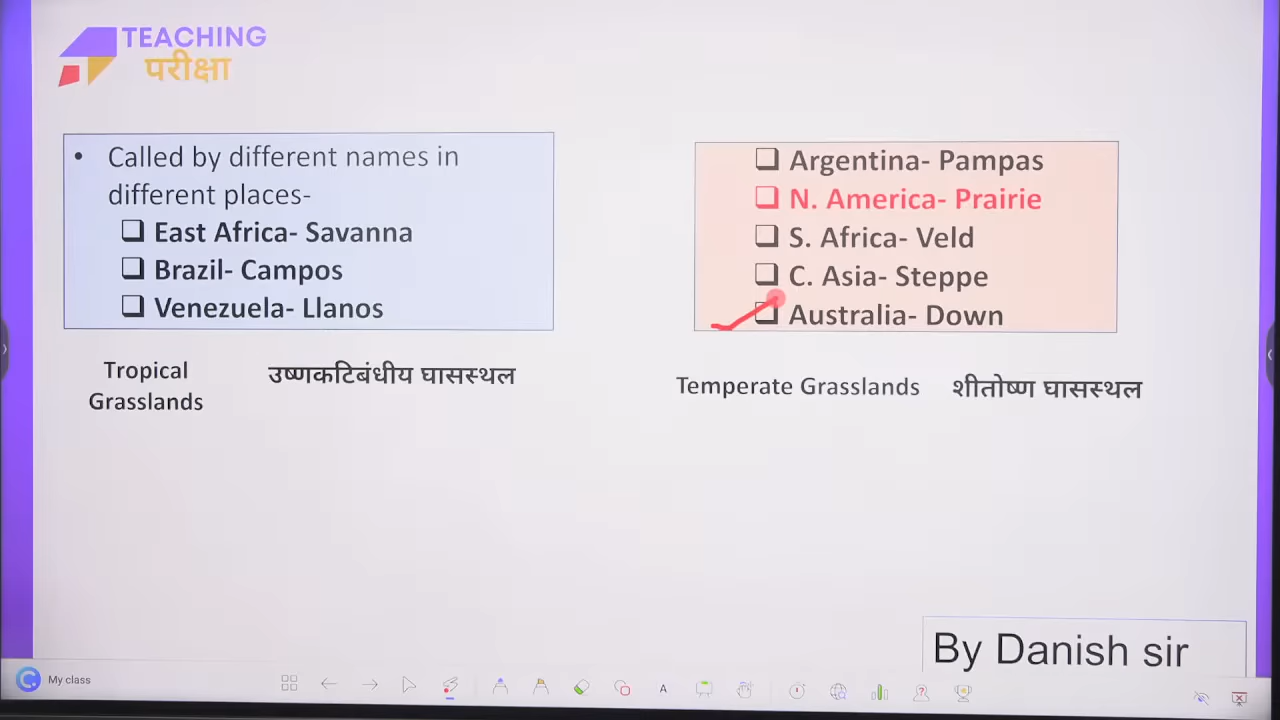 TEACHING
परीक्षा
• Called by different names in
different places-
❑ East Africa- Savanna
❑ Brazil- Campos
❑ Venezuela- Llanos
Tropical
Grasslands
उष्णकटिबंधीय घासस्थल
❑ Argentina- Pampas
❑ N. America- Prairie
❑ S. Africa- Veld
❑ C. Asia- Steppe
❑ Australia- Down
Temperate Grasslands शीतोष्ण घासस्थल
By Danish sir
My class
A